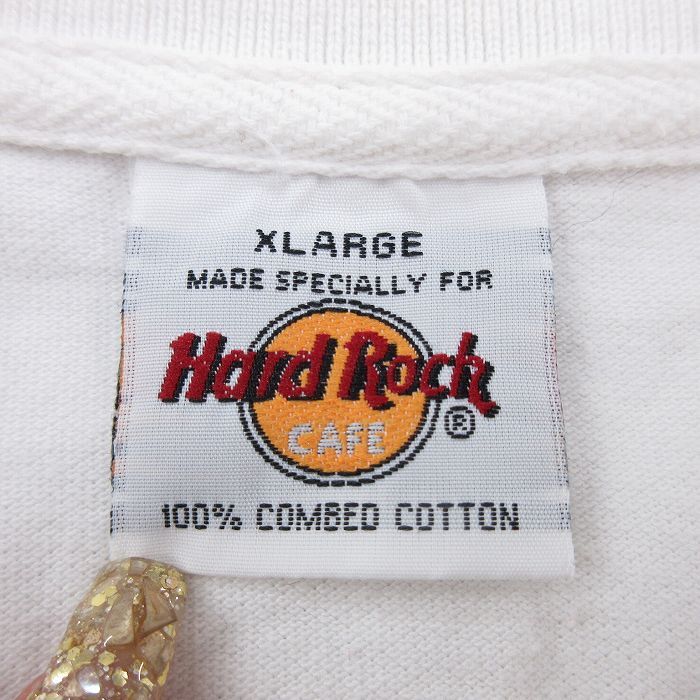 XLARGE
MADE SPECIALLY FOR
Hard Rock
CAFE ®
100% COMBED COTTON